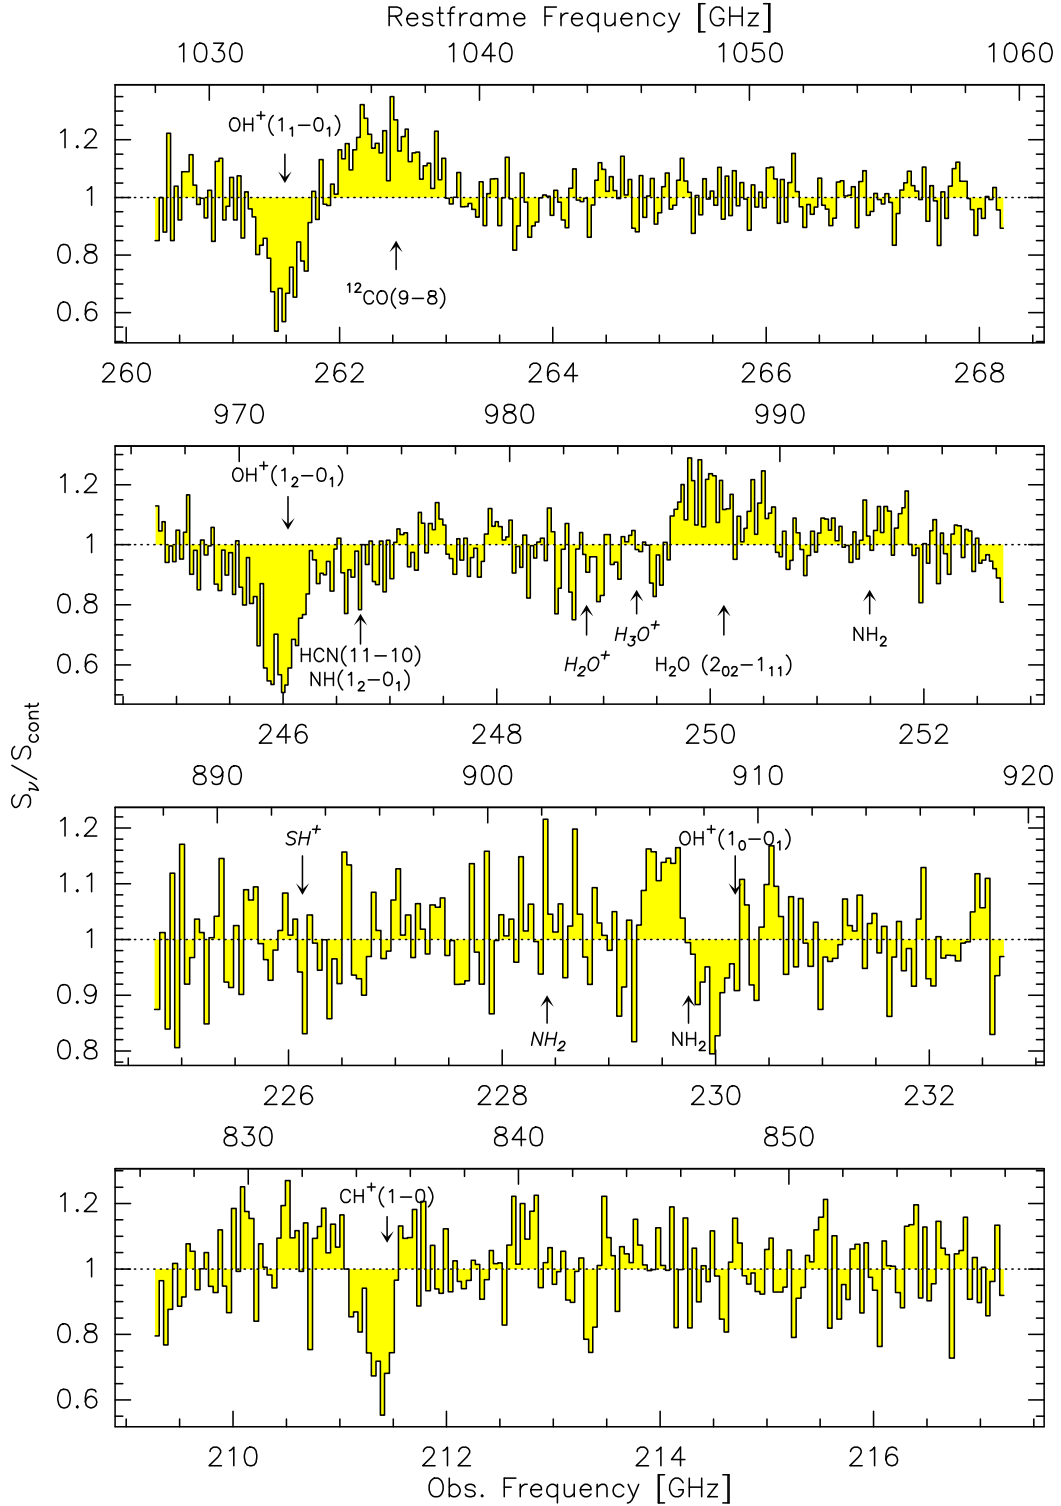 Restframe Frequency [GHz]
1030 1040 1050 1060
OH⁺(1₁−0₁)
1.2
1
0.8
¹²CO(9−8)
0.6
260 262 264 266 268
970 980 990
OH⁺(1₂−0₁)
1.2
1
0.8
H₂O⁺ H₃O⁺ H₂O (2₀₂−1₁₁) NH₂
HCN(11−10)
NH(1₂−0₁)
0.6
246 248 250 252
Sν/Scont
890 900 910 920
1.2
SH⁺ OH⁺(1₀−0₁)
1.1
1
0.9
NH₂ NH₂
0.8
226 228 230 232
830 840 850
CH⁺(1−0)
1.2
1
0.8
0.6
210 212 214 216
Obs. Frequency [GHz]